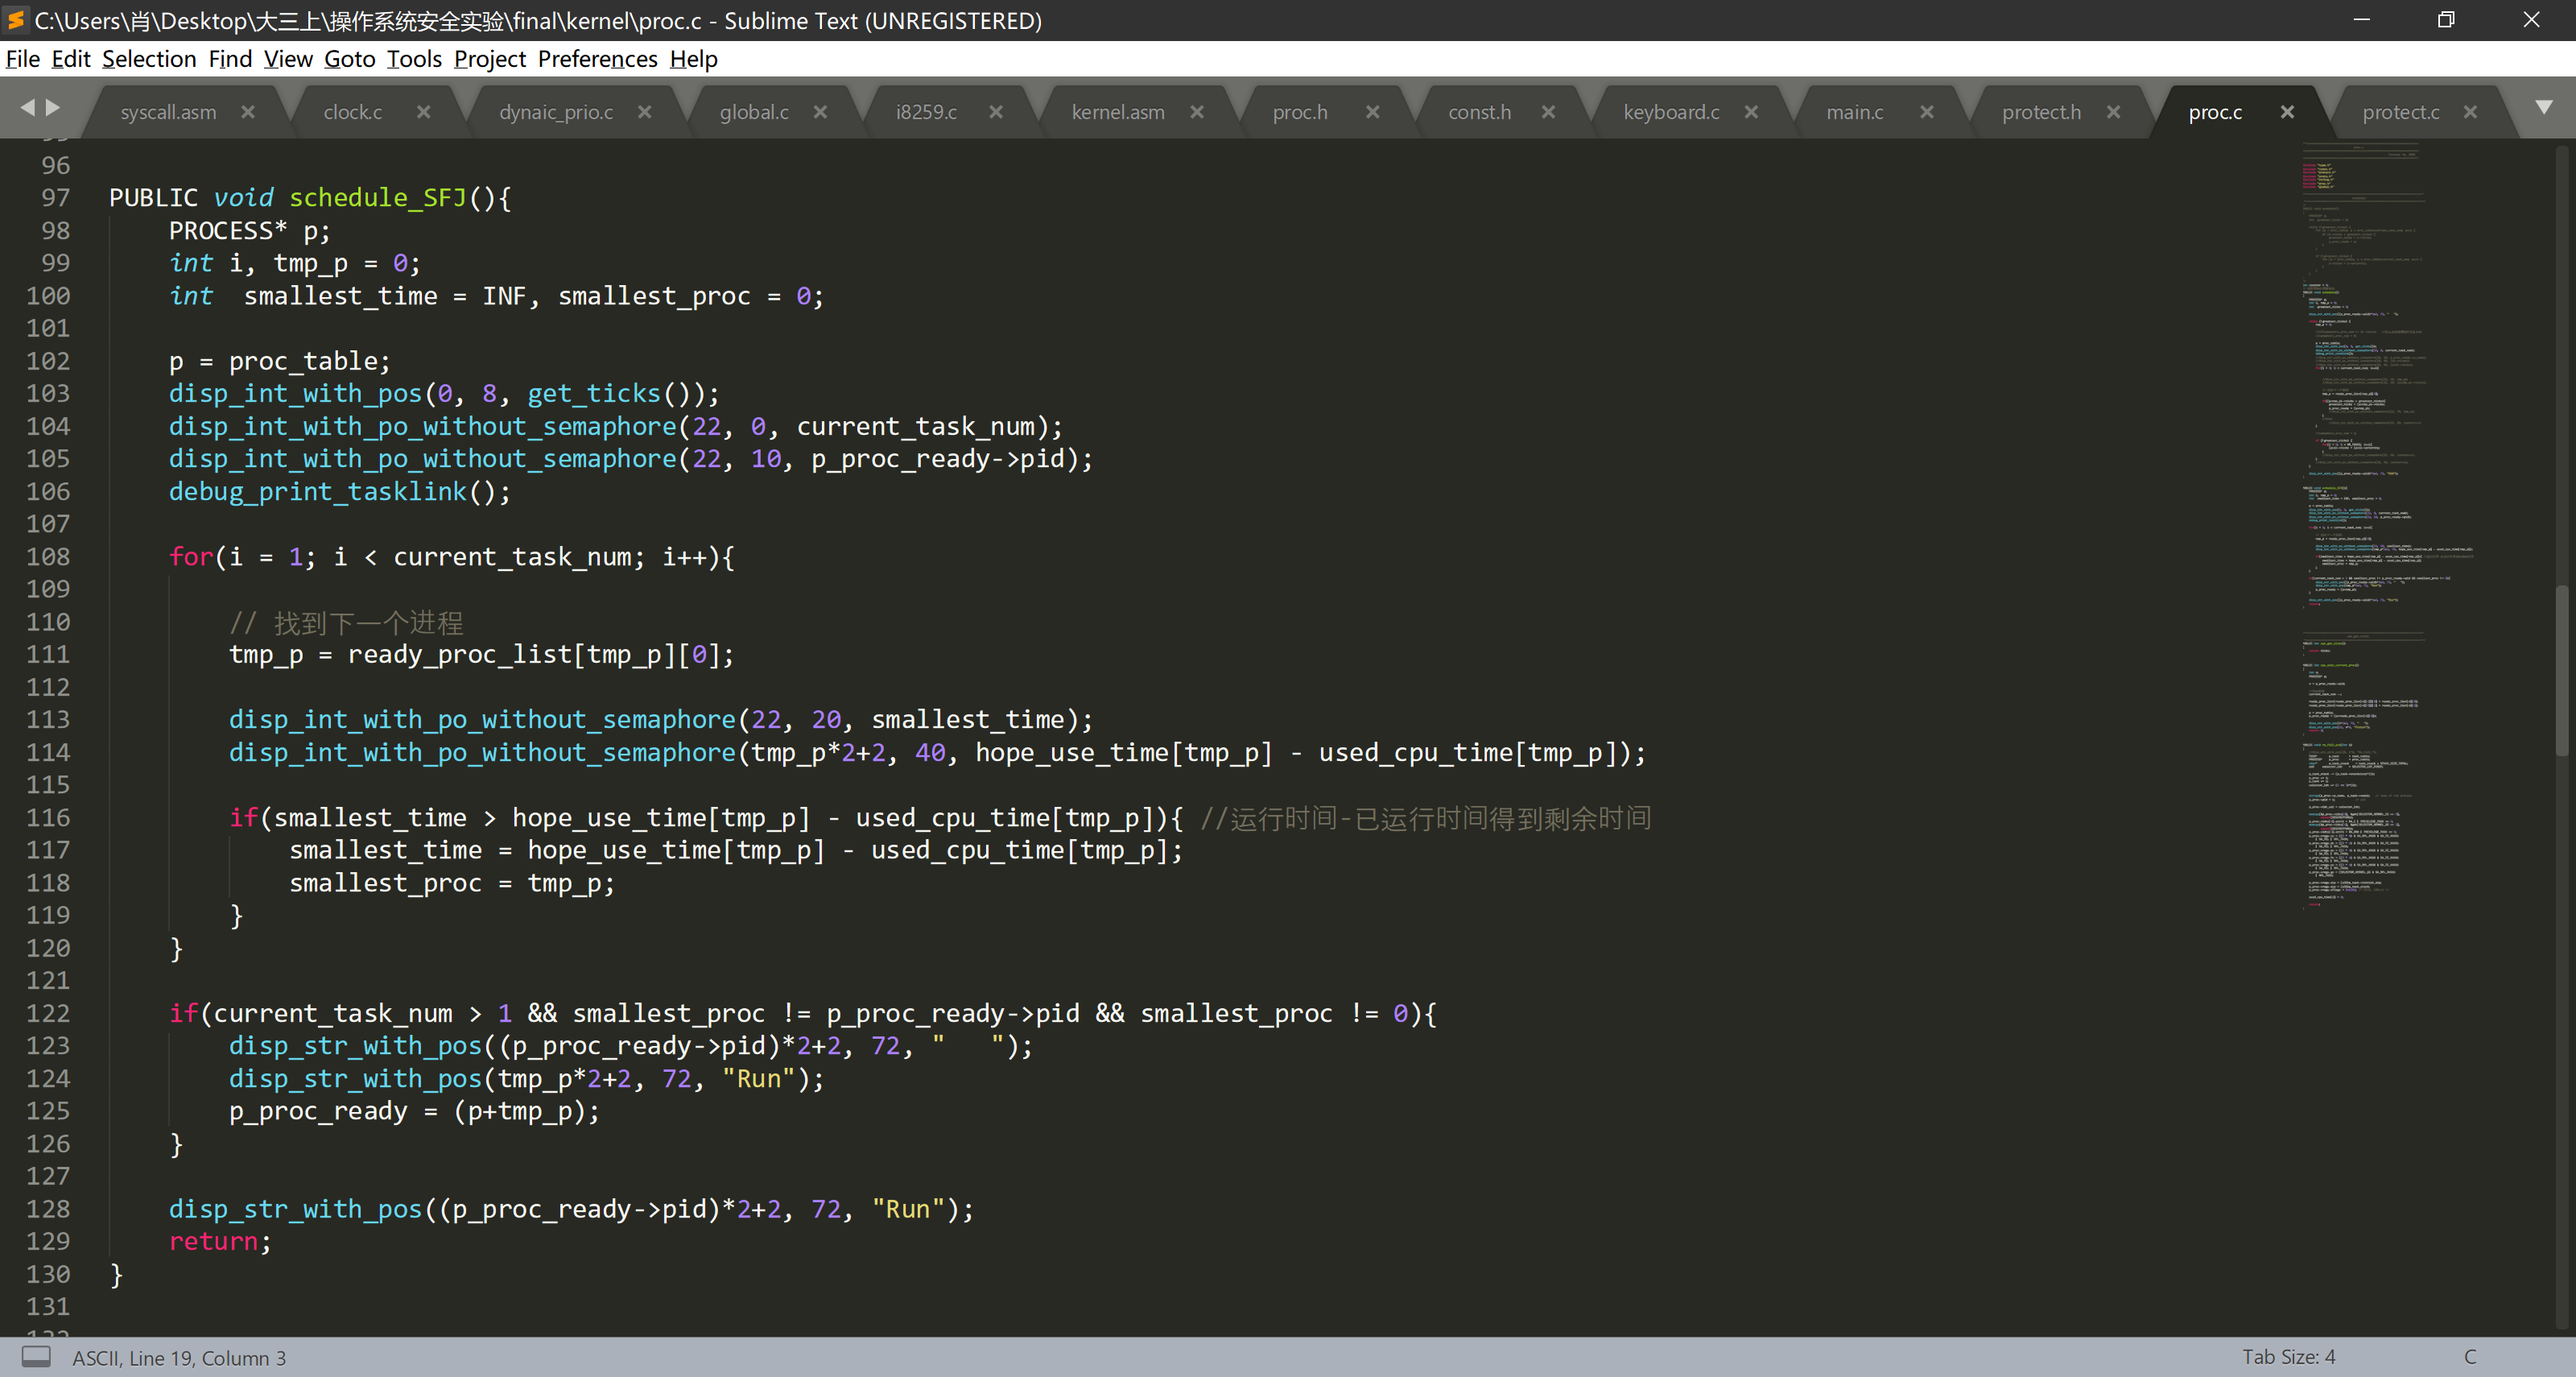 C:\Users\肖\Desktop\大三上\操作系统安全实验\final\kernel\proc.c - Sublime Text (UNREGISTERED)
File Edit Selection Find View Goto Tools Project Preferences Help
syscall.asm clock.c dynaic_prio.c global.c i8259.c kernel.asm proc.h const.h keyboard.c main.c protect.h proc.c protect.c
96
97 PUBLIC void schedule_SFJ(){
98 PROCESS* p;
99 int i, tmp_p = 0;
100 int  smallest_time = INF, smallest_proc = 0;
101
102 p = proc_table;
103 disp_int_with_pos(0, 8, get_ticks());
104 disp_int_with_po_without_semaphore(22, 0, current_task_num);
105 disp_int_with_po_without_semaphore(22, 10, p_proc_ready->pid);
106 debug_print_tasklink();
107
108 for(i = 1; i < current_task_num; i++){
109
110 // 找到下一个进程
111 tmp_p = ready_proc_list[tmp_p][0];
112
113 disp_int_with_po_without_semaphore(22, 20, smallest_time);
114 disp_int_with_po_without_semaphore(tmp_p*2+2, 40, hope_use_time[tmp_p] - used_cpu_time[tmp_p]);
115
116 if(smallest_time > hope_use_time[tmp_p] - used_cpu_time[tmp_p]){ //运行时间-已运行时间得到剩余时间
117 smallest_time = hope_use_time[tmp_p] - used_cpu_time[tmp_p];
118 smallest_proc = tmp_p;
119 }
120 }
121
122 if(current_task_num > 1 && smallest_proc != p_proc_ready->pid && smallest_proc != 0){
123 disp_str_with_pos((p_proc_ready->pid)*2+2, 72, "   ");
124 disp_str_with_pos(tmp_p*2+2, 72, "Run");
125 p_proc_ready = (p+tmp_p);
126 }
127
128 disp_str_with_pos((p_proc_ready->pid)*2+2, 72, "Run");
129 return;
130 }
131
ASCII, Line 19, Column 3
Tab Size: 4
C